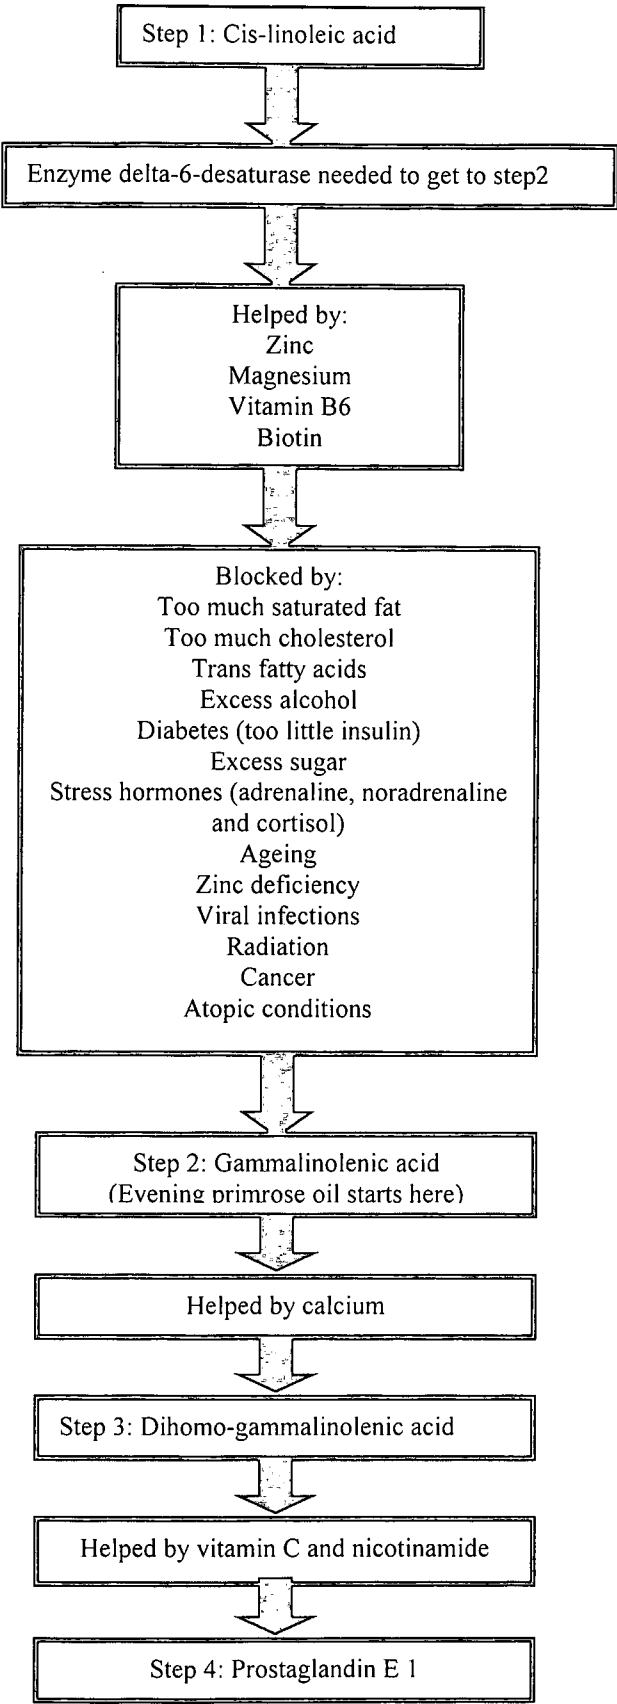 Step 1: Cis-linoleic acid
Enzyme delta-6-desaturase needed to get to step2
Helped by:
Zinc
Magnesium
Vitamin B6
Biotin
Blocked by:
Too much saturated fat
Too much cholesterol
Trans fatty acids
Excess alcohol
Diabetes (too little insulin)
Excess sugar
Stress hormones (adrenaline, noradrenaline
and cortisol)
Ageing
Zinc deficiency
Viral infections
Radiation
Cancer
Atopic conditions
Step 2: Gammalinolenic acid
(Evening primrose oil starts here)
Helped by calcium
Step 3: Dihomo-gammalinolenic acid
Helped by vitamin C and nicotinamide
Step 4: Prostaglandin E 1